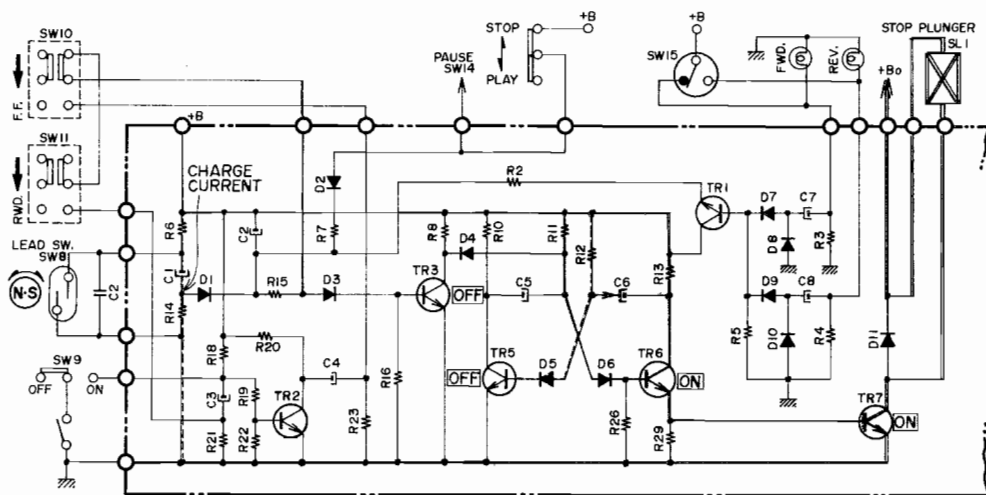 SW10
F.F.
SW11
RWD.
LEAD SW.
SW8
N·S
C2
SW9
OFF
ON
+B
CHARGE
CURRENT
R6
C1
R14
D1
R18
C3
R21
C2
R15
R20
R19
R22
TR2
D2
R7
D3
C4
R23
R16
STOP
PLAY
+B
PAUSE
SW14
R2
R8
D4
TR3
OFF
R10
C5
TR5
OFF
D5
R11
R12
D6
C6
R13
TR6
ON
R26
R29
TR1
+B
SW15
FWD.
REV.
D7
C7
D8
R3
D9
C8
R5
D10
R4
STOP PLUNGER
SL1
+Bo
D11
TR7
ON